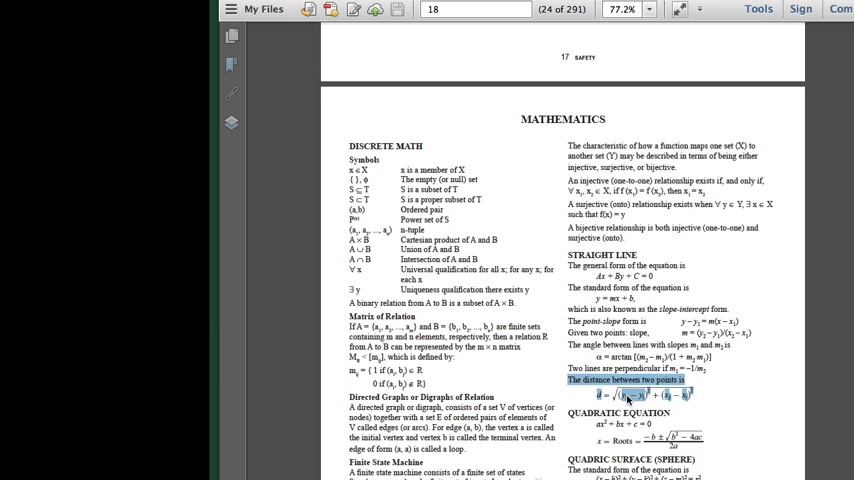 My Files
18
(24 of 291)
77.2%
Tools
Sign
Com
17 SAFETY
MATHEMATICS
DISCRETE MATH
Symbols
x ∈ X x is a member of X
{ }, ϕ The empty (or null) set
S ⊆ T S is a subset of T
S ⊂ T S is a proper subset of T
(a,b) Ordered pair
P(s) Power set of S
(a₁, a₂, ..., aₙ) n-tuple
A × B Cartesian product of A and B
A ∪ B Union of A and B
A ∩ B Intersection of A and B
∀ x Universal qualification for all x; for any x; for
each x
∃ y Uniqueness qualification there exists y
A binary relation from A to B is a subset of A × B.
Matrix of Relation
If A = {a₁, a₂, ..., aₘ} and B = {b₁, b₂, ..., bₙ} are finite sets
containing m and n elements, respectively, then a relation R
from A to B can be represented by the m × n matrix
M_R < [m_ij], which is defined by:
m_ij = { 1 if (a_i, b_j) ∈ R
0 if (a_i, b_j) ∉ R}
Directed Graphs or Digraphs of Relation
A directed graph or digraph, consists of a set V of vertices (or
nodes) together with a set E of ordered pairs of elements of
V called edges (or arcs). For edge (a, b), the vertex a is called
the initial vertex and vertex b is called the terminal vertex. An
edge of form (a, a) is called a loop.
Finite State Machine
A finite state machine consists of a finite set of states
The characteristic of how a function maps one set (X) to
another set (Y) may be described in terms of being either
injective, surjective, or bijective.
An injective (one-to-one) relationship exists if, and only if,
∀ x₁, x₂ ∈ X, if f (x₁) = f (x₂), then x₁ = x₂
A surjective (onto) relationship exists when ∀ y ∈ Y, ∃ x ∈ X
such that f(x) = y
A bijective relationship is both injective (one-to-one) and
surjective (onto).
STRAIGHT LINE
The general form of the equation is
Ax + By + C = 0
The standard form of the equation is
y = mx + b,
which is also known as the slope-intercept form.
The point-slope form is y – y₁ = m(x – x₁)
Given two points: slope, m = (y₂ – y₁)/(x₂ – x₁)
The angle between lines with slopes m₁ and m₂ is
α = arctan [(m₂ – m₁)/(1 + m₂·m₁)]
Two lines are perpendicular if m₁ = –1/m₂
The distance between two points is
d = √(y₂ − y₁)² + (x₂ − x₁)²
QUADRATIC EQUATION
ax² + bx + c = 0
x = Roots = (−b ± √b² − 4ac)/2a
QUADRIC SURFACE (SPHERE)
The standard form of the equation is